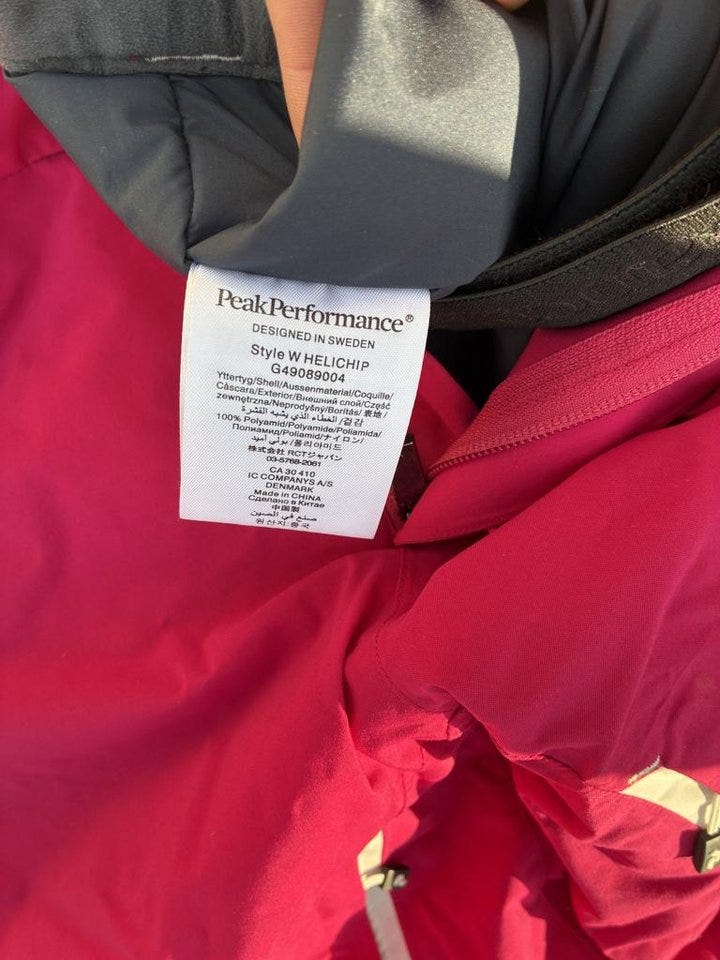 PeakPerformance®
DESIGNED IN SWEDEN
Style W HELICHIP
G49089004
Yttertyg/Shell/Aussenmaterial/Coquille/
Cáscara/Exterior/Внешний слой/Część
zewnętrzna/Neprodyšný/Borítás/表地/
الغطاء الذي يشبه القشرة/겉감
100% Polyamid/Polyamide/Poliamida/
Полиамид/Poliamid/ナイロン/
بولي أميد/폴리아미드
株式会社 RCTジャパン
03-5768-2061
CA 30 410
IC COMPANYS A/S
DENMARK
Made in CHINA
Сделано в Китае
中国製
صنع في الصين
원산지:중국